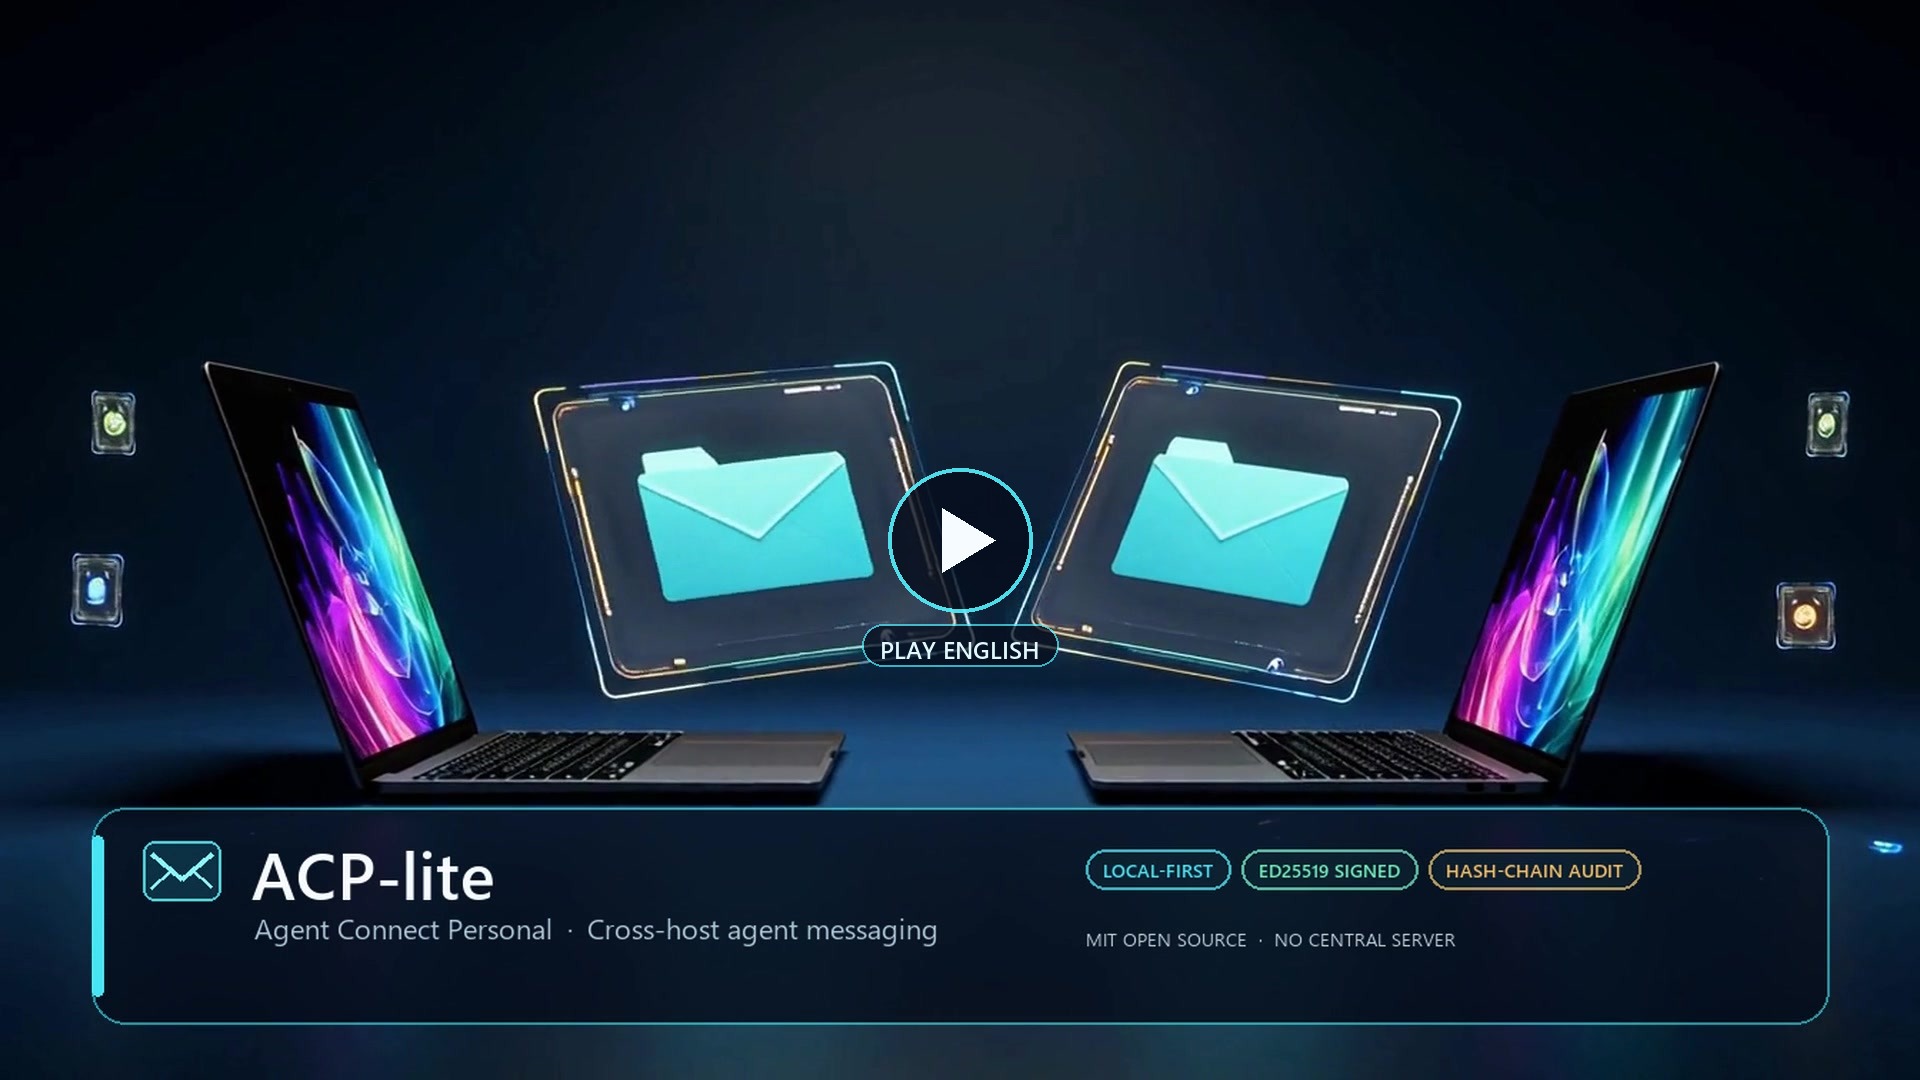 PLAY ENGLISH
ACP-lite
Agent Connect Personal · Cross-host agent messaging
LOCAL-FIRST
ED25519 SIGNED
HASH-CHAIN AUDIT
MIT OPEN SOURCE · NO CENTRAL SERVER